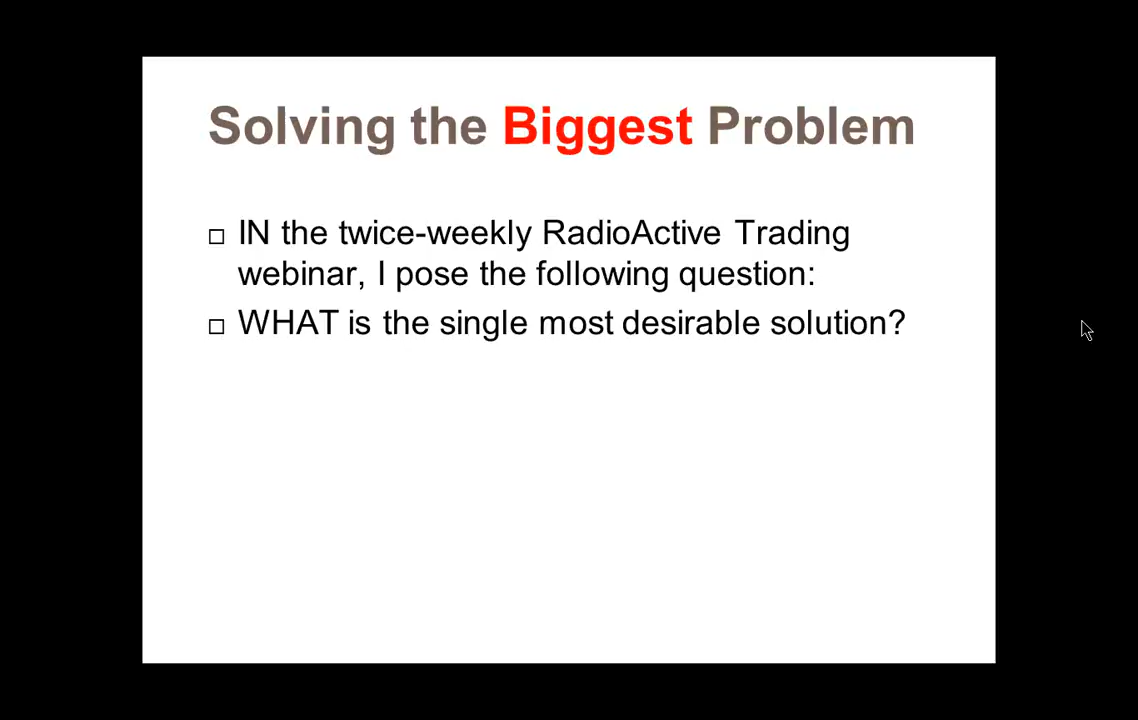 Solving the Biggest Problem
IN the twice-weekly RadioActive Trading
webinar, I pose the following question:
WHAT is the single most desirable solution?